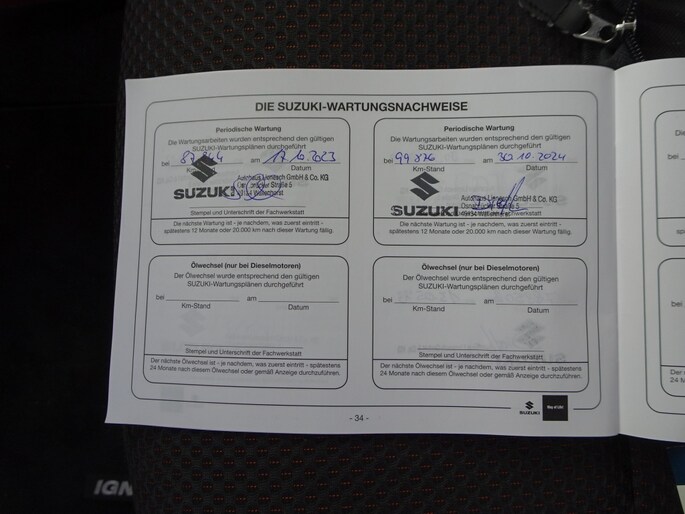 DIE SUZUKI-WARTUNGSNACHWEISE
Periodische Wartung
Die Wartungsarbeiten wurden entsprechend den gültigen
SUZUKI-Wartungsplänen durchgeführt
bei am 17.10.2023
Km-Stand Datum
Autohaus GmbH & Co. KG
Straße 5
SUZUKI
Stempel und Unterschrift der Fachwerkstatt
Die nächste Wartung ist - je nachdem, was zuerst eintritt -
spätestens 12 Monate oder 20.000 km nach dieser Wartung fällig.
Periodische Wartung
Die Wartungsarbeiten wurden entsprechend den gültigen
SUZUKI-Wartungsplänen durchgeführt
bei am 30.10.2024
Km-Stand Datum
Autohaus GmbH & Co. KG
Straße 5
SUZUKI
Stempel und Unterschrift der Fachwerkstatt
Die nächste Wartung ist - je nachdem, was zuerst eintritt -
spätestens 12 Monate oder 20.000 km nach dieser Wartung fällig.
Ölwechsel (nur bei Dieselmotoren)
Der Ölwechsel wurde entsprechend den gültigen
SUZUKI-Wartungsplänen durchgeführt
bei am
Km-Stand Datum
Stempel und Unterschrift der Fachwerkstatt
Der nächste Ölwechsel ist - je nachdem, was zuerst eintritt - spätestens
24 Monate nach diesem Ölwechsel oder gemäß Anzeige durchzuführen.
Ölwechsel (nur bei Dieselmotoren)
Der Ölwechsel wurde entsprechend den gültigen
SUZUKI-Wartungsplänen durchgeführt
bei am
Km-Stand Datum
Stempel und Unterschrift der Fachwerkstatt
Der nächste Ölwechsel ist - je nachdem, was zuerst eintritt - spätestens
24 Monate nach diesem Ölwechsel oder gemäß Anzeige durchzuführen.
SUZUKI Way of Life!
- 34 -
IGN